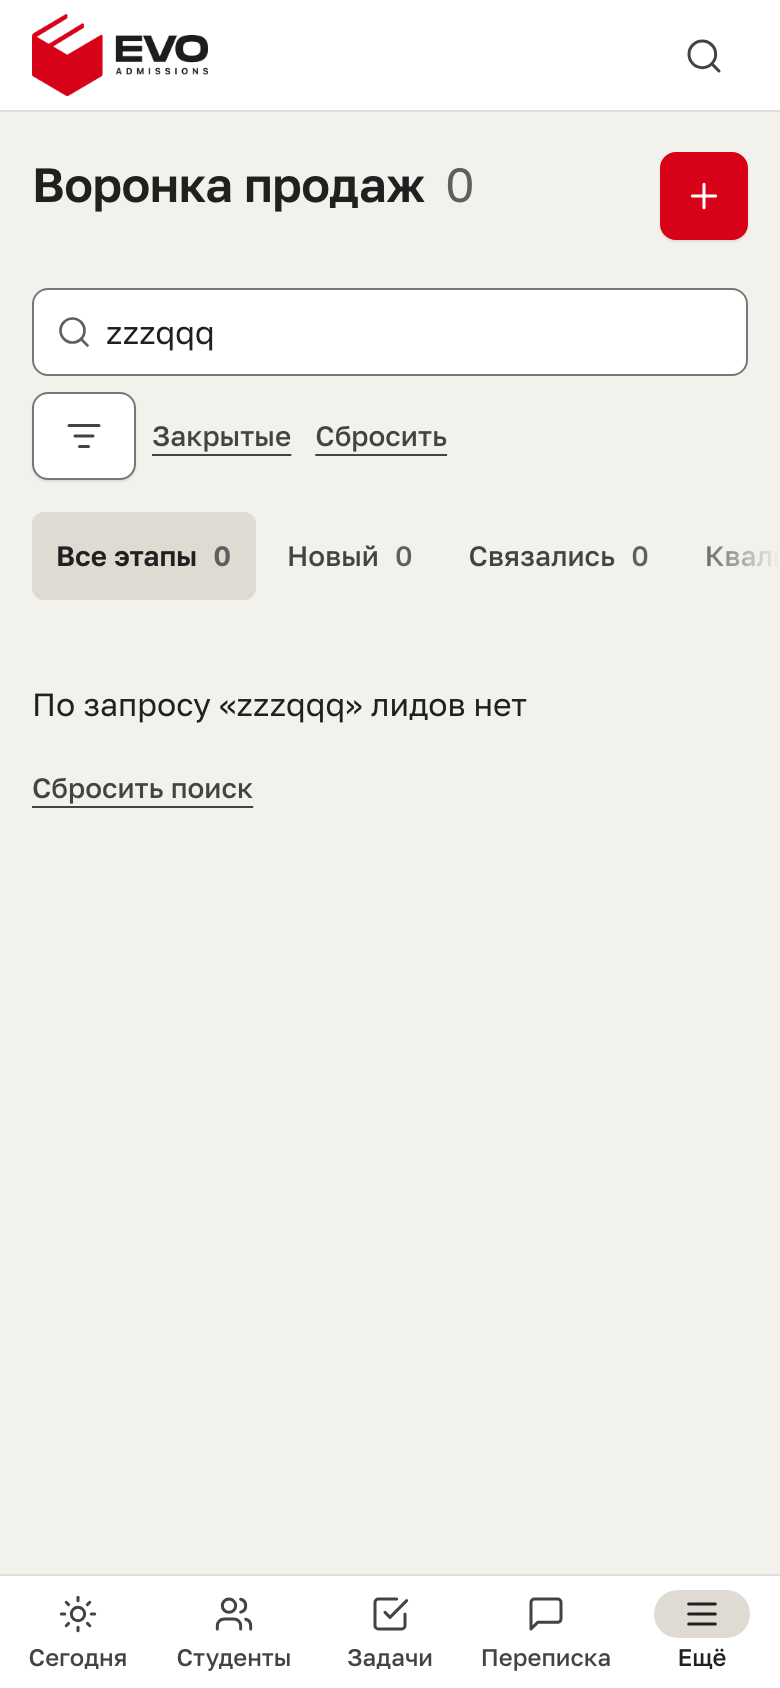 EVO
ADMISSIONS
Воронка продаж 0
zzzqqq
Закрытые Сбросить
Все этапы 0 Новый 0 Связались 0
По запросу «zzzqqq» лидов нет
Сбросить поиск
Сегодня Студенты Задачи Переписка Ещё